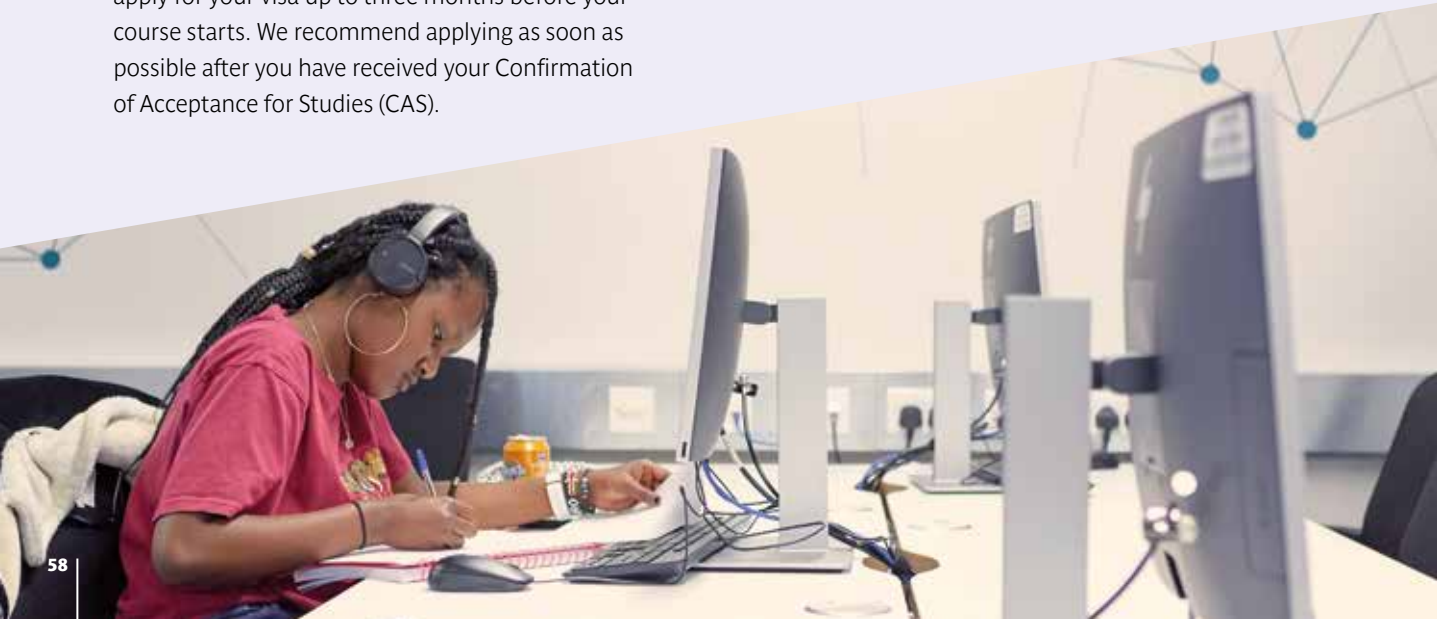 apply for your visa up to three months before your
course starts. We recommend applying as soon as
possible after you have received your Confirmation
of Acceptance for Studies (CAS).
58